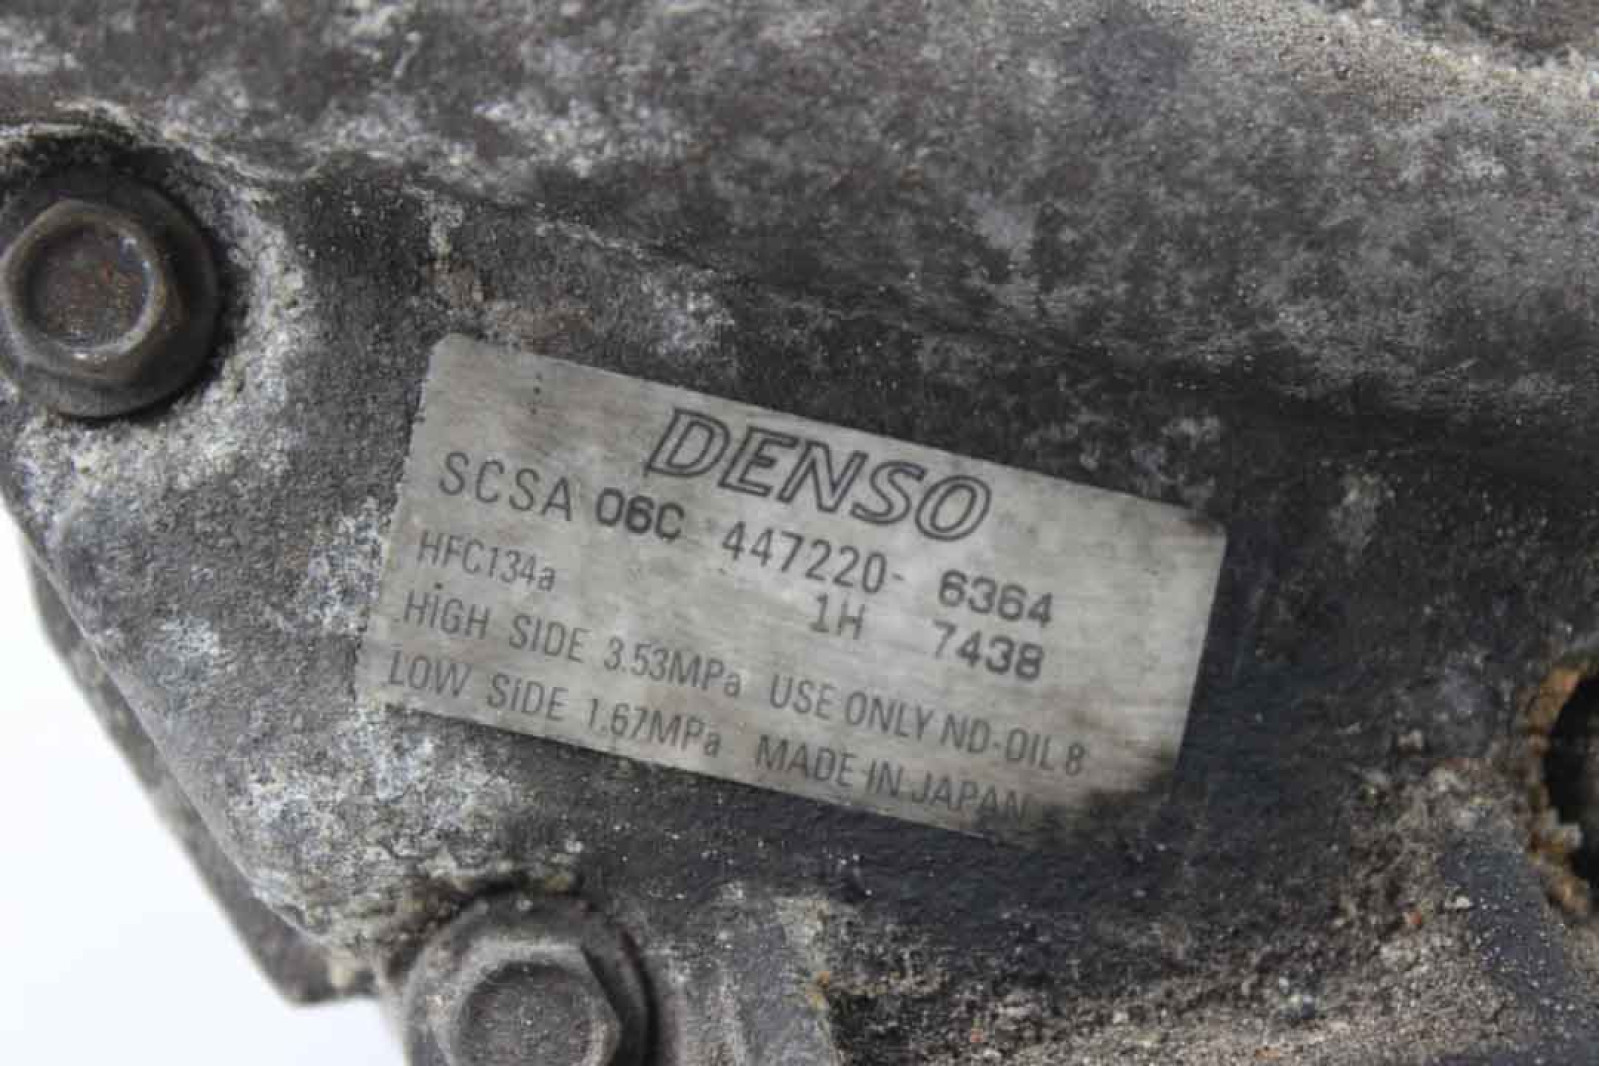 DENSO
SCSA 06C 447220- 6364
HFC134a 1H 7438
HIGH SIDE 3.53MPa USE ONLY ND-OIL 8
LOW SIDE 1.67MPa MADE IN JAPAN